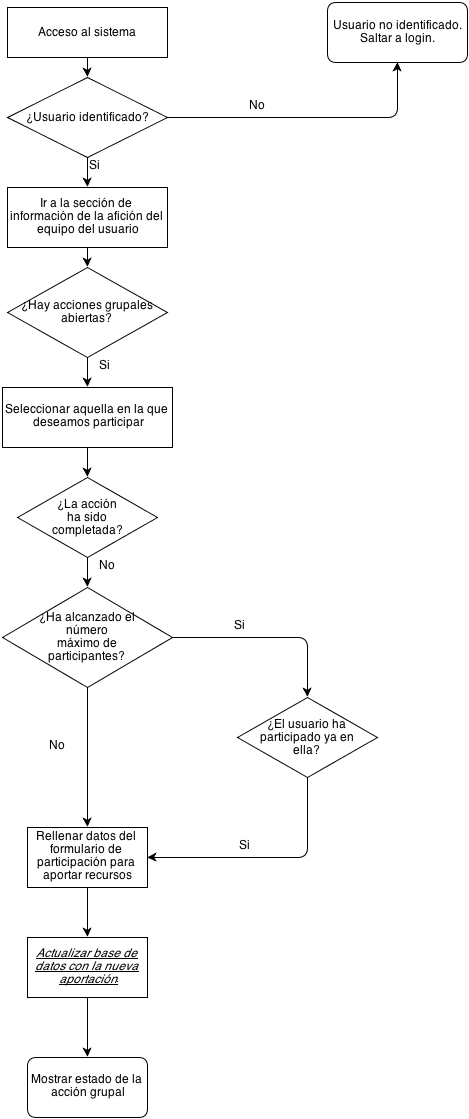 Acceso al sistema
Usuario no identificado.
Saltar a login.
¿Usuario identificado?
No
Si
Ir a la sección de
información de la afición del
equipo del usuario
¿Hay acciones grupales
abiertas?
Si
Seleccionar aquella en la que
deseamos participar
¿La acción
ha sido
completada?
No
¿Ha alcanzado el
número
máximo de
participantes?
Si
¿El usuario ha
participado ya en
ella?
No
Si
Rellenar datos del
formulario de
participación para
aportar recursos
Actualizar base de
datos con la nueva
aportación
Mostrar estado de la
acción grupal